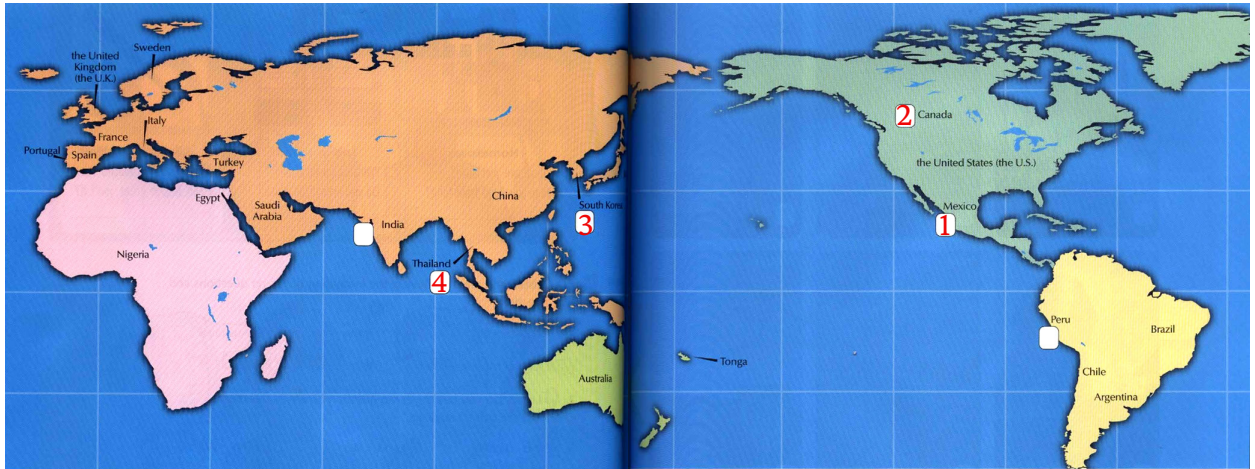 Sweden
the United
Kingdom
(the U.K.)
Italy
France
Portugal
Spain
Turkey
Egypt
Saudi
Arabia
Nigeria
India
China
South Korea
3
Thailand
4
Australia
Tonga
2
Canada
the United States (the U.S.)
Mexico
1
Peru
Brazil
Chile
Argentina